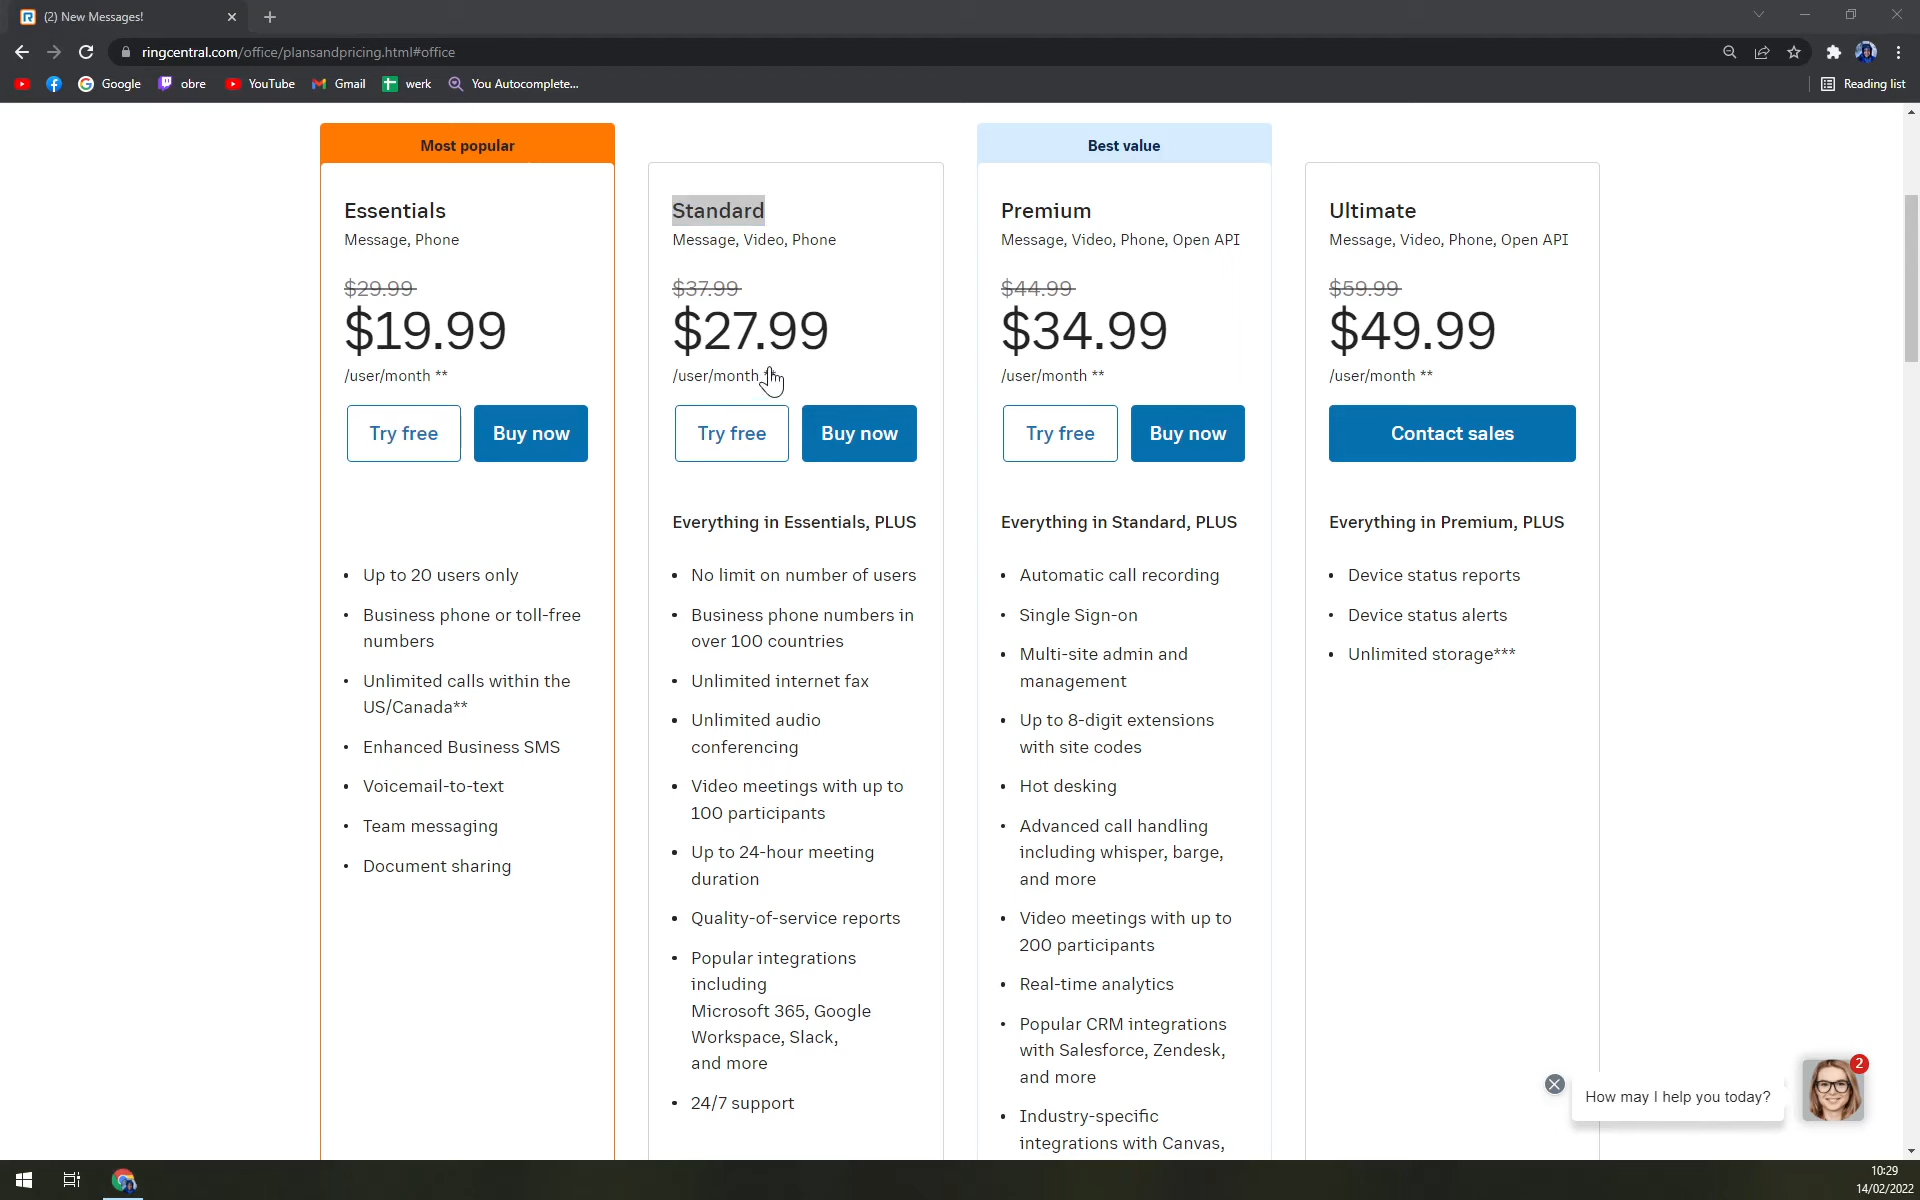 (2) New Messages!
ringcentral.com/office/plansandpricing.html#office
Google
obre
YouTube
Gmail
werk
You Autocomplete...
Reading list
Most popular
Essentials
Message, Phone
$29.99
$19.99
/user/month **
Try free
Buy now
• Up to 20 users only
• Business phone or toll-free
numbers
• Unlimited calls within the
US/Canada**
• Enhanced Business SMS
• Voicemail-to-text
• Team messaging
• Document sharing
Standard
Message, Video, Phone
$37.99
$27.99
/user/month
Try free
Buy now
Everything in Essentials, PLUS
• No limit on number of users
• Business phone numbers in
over 100 countries
• Unlimited internet fax
• Unlimited audio
conferencing
• Video meetings with up to
100 participants
• Up to 24-hour meeting
duration
• Quality-of-service reports
• Popular integrations
including
Microsoft 365, Google
Workspace, Slack,
and more
• 24/7 support
Best value
Premium
Message, Video, Phone, Open API
$44.99
$34.99
/user/month **
Try free
Buy now
Everything in Standard, PLUS
• Automatic call recording
• Single Sign-on
• Multi-site admin and
management
• Up to 8-digit extensions
with site codes
• Hot desking
• Advanced call handling
including whisper, barge,
and more
• Video meetings with up to
200 participants
• Real-time analytics
• Popular CRM integrations
with Salesforce, Zendesk,
and more
• Industry-specific
integrations with Canvas,
Ultimate
Message, Video, Phone, Open API
$59.99
$49.99
/user/month **
Contact sales
Everything in Premium, PLUS
• Device status reports
• Device status alerts
• Unlimited storage***
How may I help you today?
2
10:29
14/02/2022